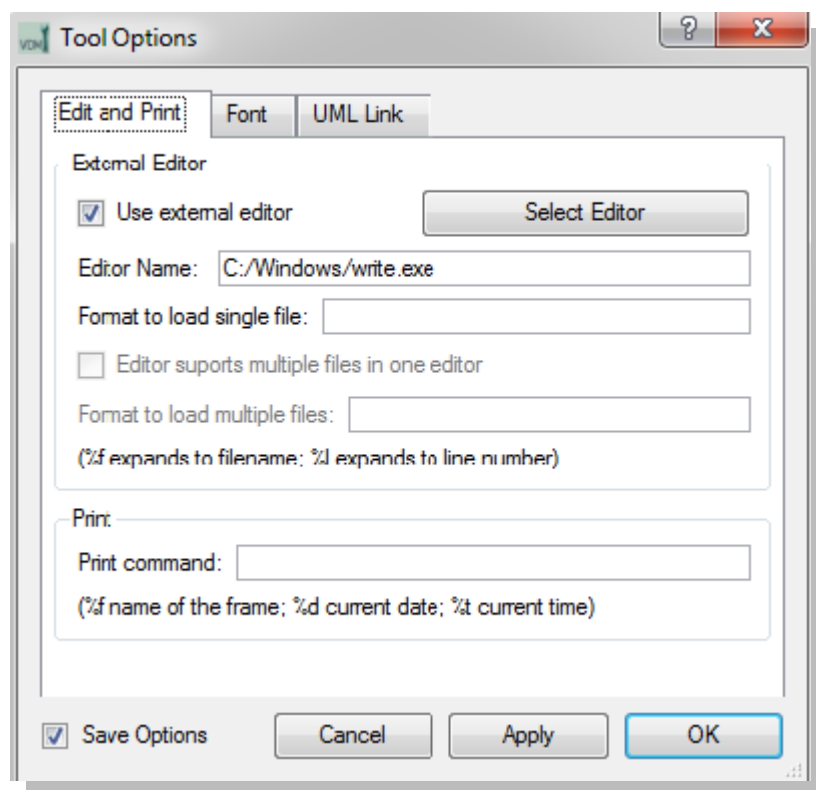 VDM Tool Options ?
Edit and Print Font UML Link
External Editor
Use external editor Select Editor
Editor Name: C:/Windows/write.exe
Format to load single file:
Editor suports multiple files in one editor
Format to load multiple files:
(%f expands to filename; %l expands to line number)
Print
Print command:
(%f name of the frame; %d current date; %t current time)
Save Options Cancel Apply OK